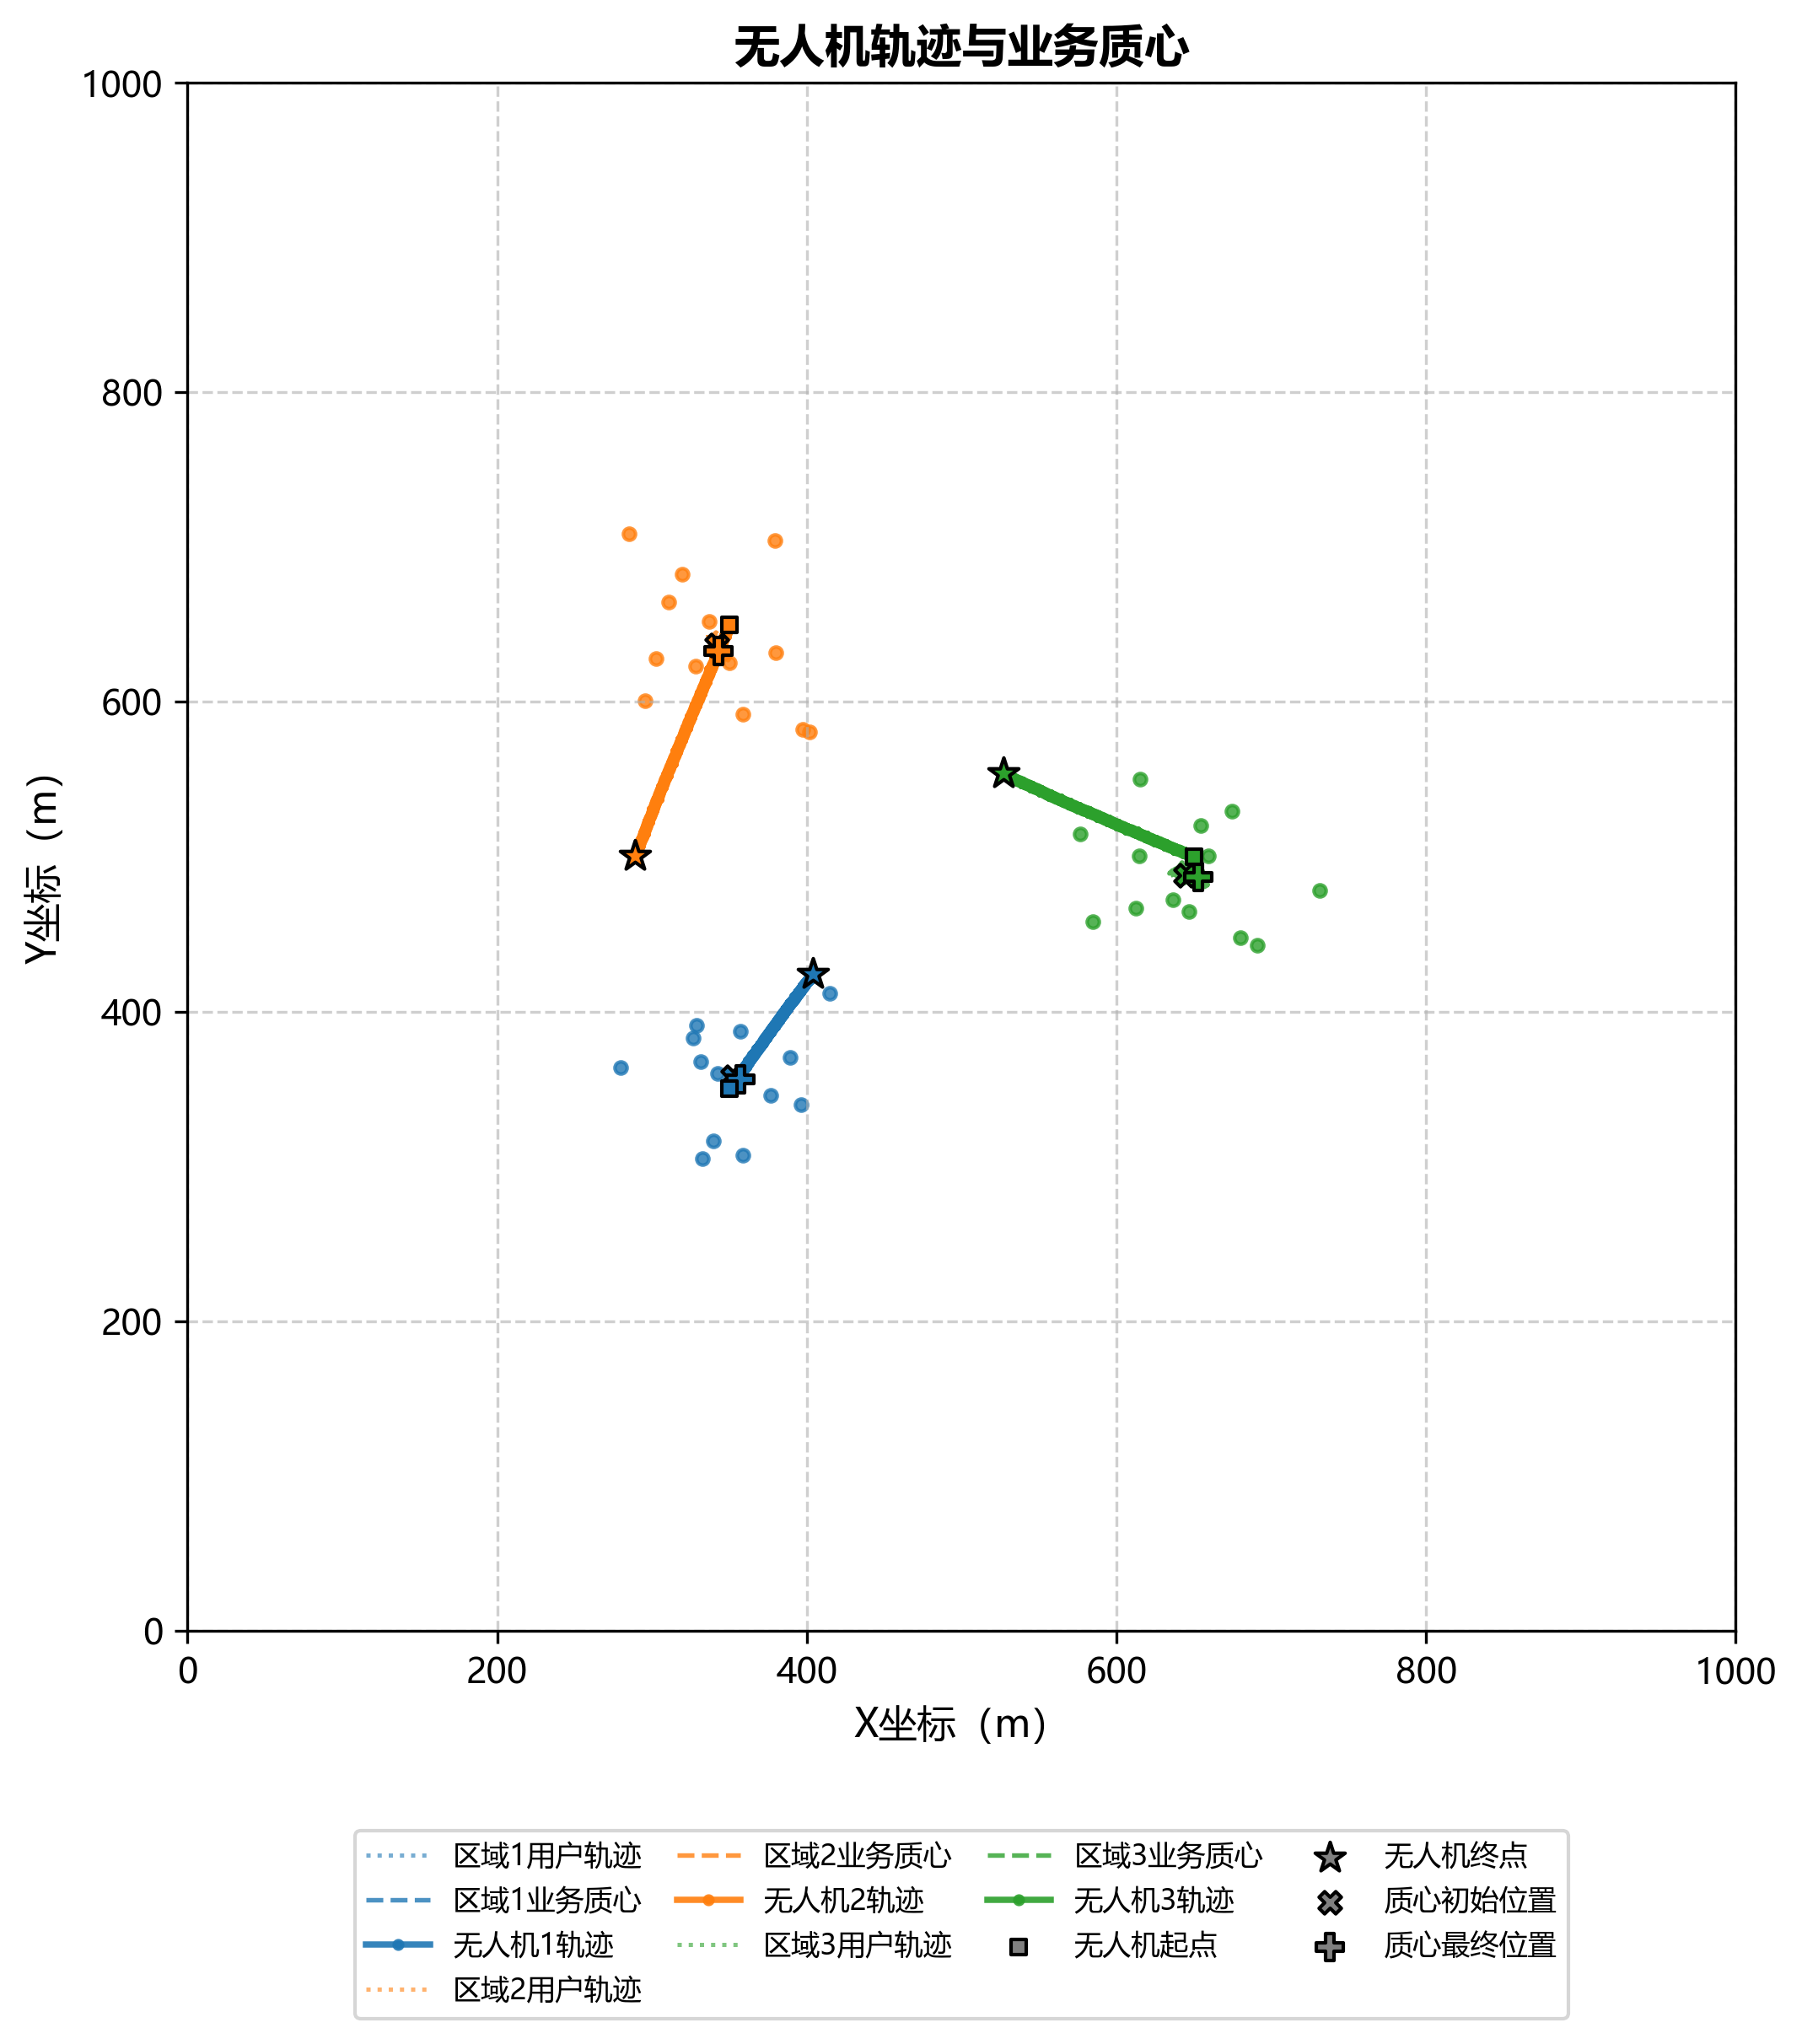 无人机轨迹与业务质心
1000
800
600
400
200
0
Y坐标（m）
0 200 400 600 800 1000
X坐标（m）
区域1用户轨迹 区域2业务质心 区域3业务质心 无人机终点
区域1业务质心 无人机2轨迹 无人机3轨迹 质心初始位置
无人机1轨迹 区域3用户轨迹 无人机起点 质心最终位置
区域2用户轨迹